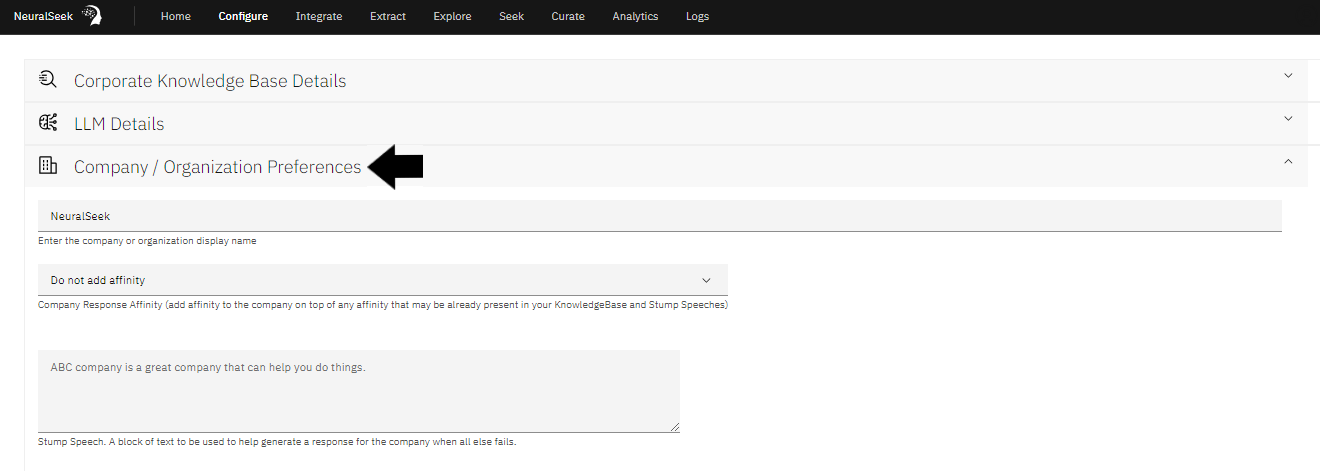 NeuralSeek
Home
Configure
Integrate
Extract
Explore
Seek
Curate
Analytics
Logs
Corporate Knowledge Base Details
LLM Details
Company / Organization Preferences
NeuralSeek
Enter the company or organization display name
Do not add affinity
Company Response Affinity (add affinity to the company on top of any affinity that may be already present in your KnowledgeBase and Stump Speeches)
ABC company is a great company that can help you do things.
Stump Speech. A block of text to be used to help generate a response for the company when all else fails.